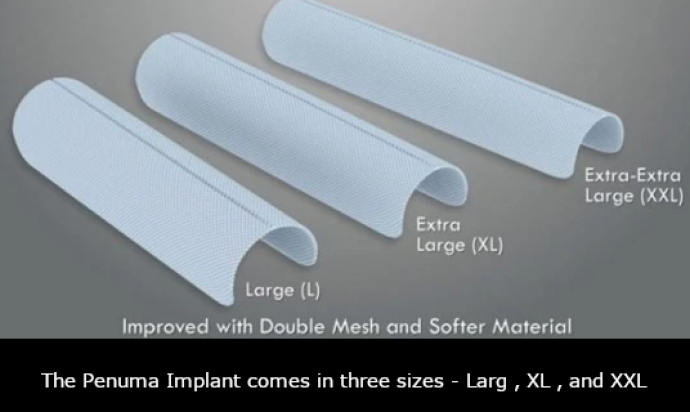 Extra-Extra
Large (XXL)
Extra
Large (XL)
Large (L)
Improved with Double Mesh and Softer Material
The Penuma Implant comes in three sizes - Larg , XL , and XXL